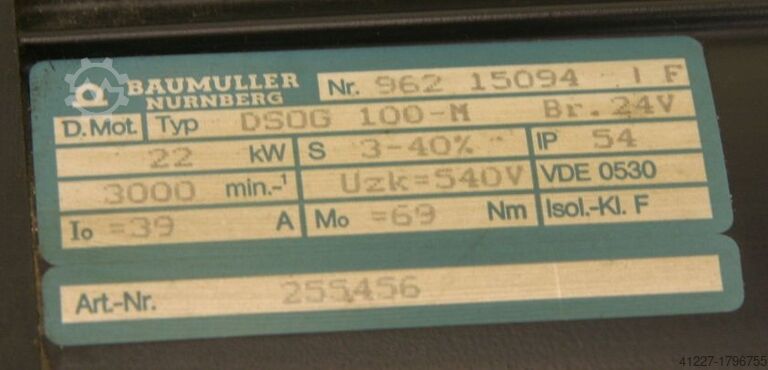 BAUMULLER
NURNBERG
Nr. 962 15094 I F
D.Mot. Typ DSOG 100-M Br.24V
22 kW S 3-40% IP 54
3000 min.-¹ Uzk=540V VDE 0530
Io =39 A Mo =69 Nm Isol.-Kl. F
Art.-Nr. 255456
41227-1796755